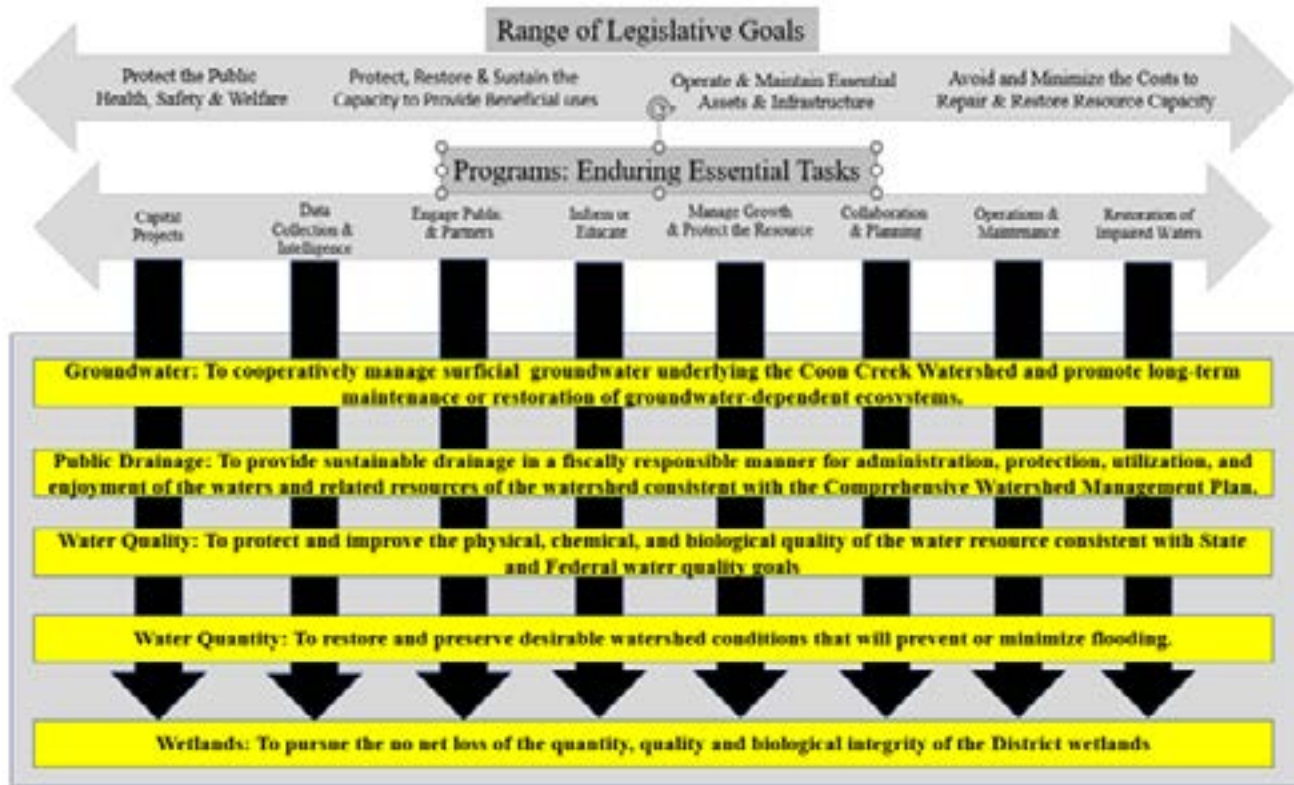 Range of Legislative Goals
Protect the Public
Health, Safety & Welfare
Protect, Restore & Sustain the
Capacity to Provide Beneficial uses
Operate & Maintain Essential
Assets & Infrastructure
Avoid and Minimize the Costs to
Repair & Restore Resource Capacity
Programs: Enduring Essential Tasks
Capital
Projects
Data
Collection &
Intelligence
Engage Public
& Partners
Inform or
Educate
Manage Growth
& Protect the Resource
Collaboration
& Planning
Operations &
Maintenance
Restoration of
Impaired Waters
Groundwater: To cooperatively manage surficial groundwater underlying the Coon Creek Watershed and promote long-term
maintenance or restoration of groundwater-dependent ecosystems.
Public Drainage: To provide sustainable drainage in a fiscally responsible manner for administration, protection, utilization, and
enjoyment of the waters and related resources of the watershed consistent with the Comprehensive Watershed Management Plan.
Water Quality: To protect and improve the physical, chemical, and biological quality of the water resource consistent with State
and Federal water quality goals
Water Quantity: To restore and preserve desirable watershed conditions that will prevent or minimize flooding.
Wetlands: To pursue the no net loss of the quantity, quality and biological integrity of the District wetlands